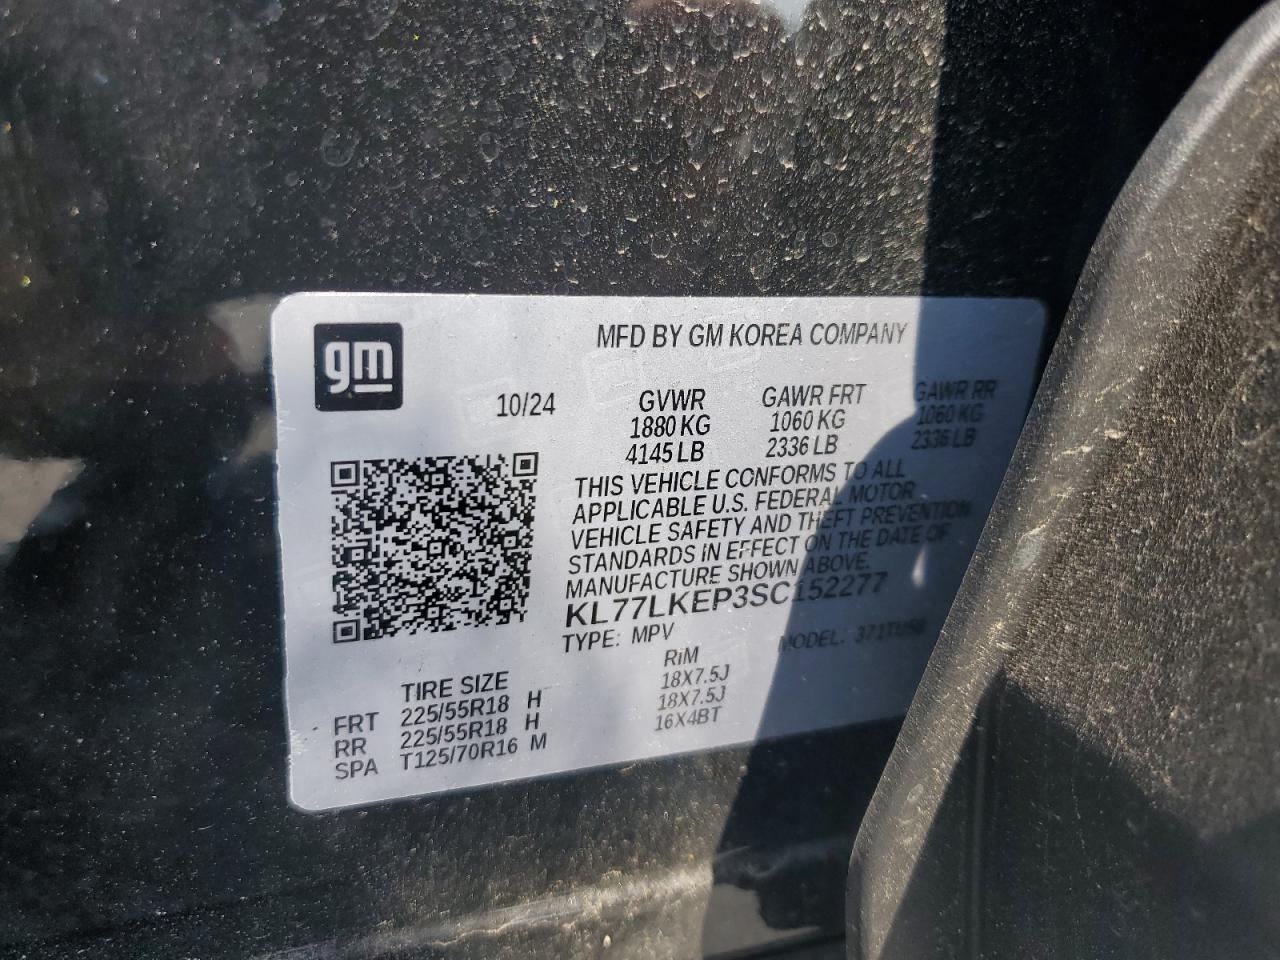 gm
MFD BY GM KOREA COMPANY
10/24
GVWR GAWR FRT GAWR RR
1880 KG 1060 KG 1060 KG
4145 LB 2336 LB 2336 LB
THIS VEHICLE CONFORMS TO ALL
APPLICABLE U.S. FEDERAL MOTOR
VEHICLE SAFETY AND THEFT PREVENTION
STANDARDS IN EFFECT ON THE DATE OF
MANUFACTURE SHOWN ABOVE.
KL77LKEP3SC152277
TYPE: MPV MODEL:
TIRE SIZE RiM
FRT 225/55R18 H 18X7.5J
RR 225/55R18 H 18X7.5J
SPA T125/70R16 M 16X4BT